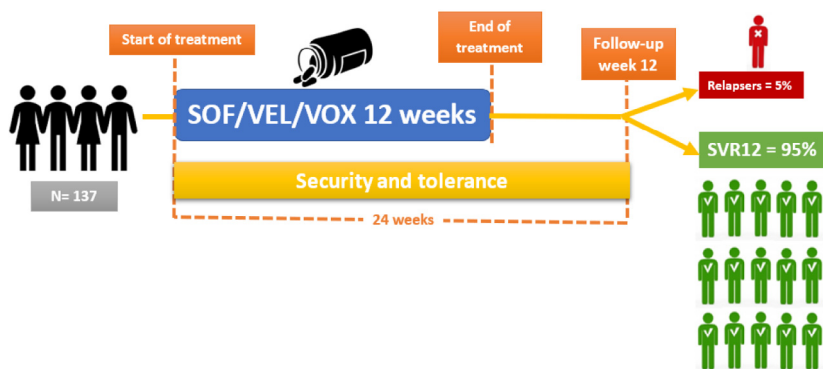 Start of treatment
End of
treatment
Follow-up
week 12
Relapsers = 5%
SOF/VEL/VOX 12 weeks
SVR12 = 95%
N= 137
Security and tolerance
24 weeks